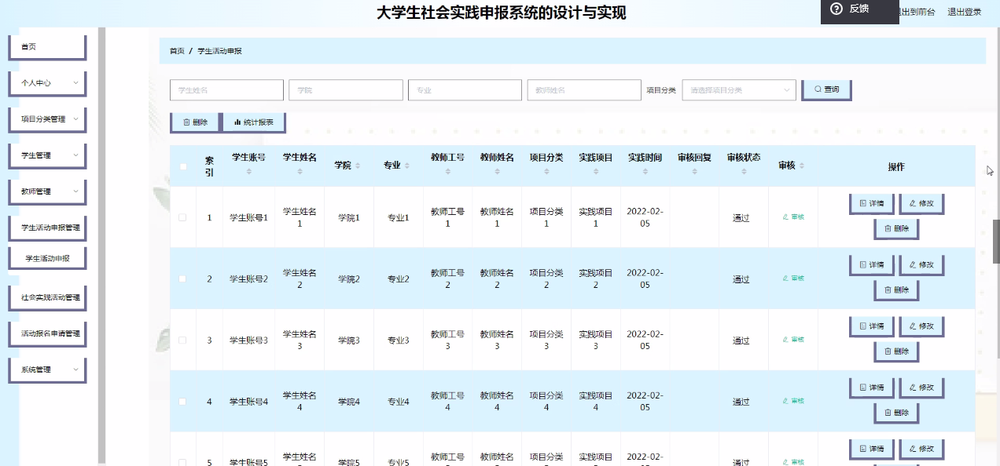 大学生社会实践申报系统的设计与实现
反馈
退出到前台 退出登录
首页
个人中心
项目分类管理
学生管理
教师管理
学生活动申报管理
学生活动申报
社会实践活动管理
活动报名申请管理
系统管理
首页 / 学生活动申报
学生姓名 学院 专业 教师姓名 项目分类 请选择项目分类 查询
删除 统计报表
索引 学生账号 学生姓名 学院 专业 教师工号 教师姓名 项目分类 实践项目 实践时间 审核回复 审核状态 审核 操作
1 学生账号1 学生姓名1 学院1 专业1 教师工号1 教师姓名1 项目分类1 实践项目1 2022-02-05 通过 审核 详情 修改 删除
2 学生账号2 学生姓名2 学院2 专业2 教师工号2 教师姓名2 项目分类2 实践项目2 2022-02-05 通过 审核 详情 修改 删除
3 学生账号3 学生姓名3 学院3 专业3 教师工号3 教师姓名3 项目分类3 实践项目3 2022-02-05 通过 审核 详情 修改 删除
4 学生账号4 学生姓名4 学院4 专业4 教师工号4 教师姓名4 项目分类4 实践项目4 2022-02-05 通过 审核 详情 修改 删除
5 学生账号5 学生姓名 学院5 专业5 教师工号 教师姓名 项目分类 实践项目 2022-02- 通过 审核 详情 修改